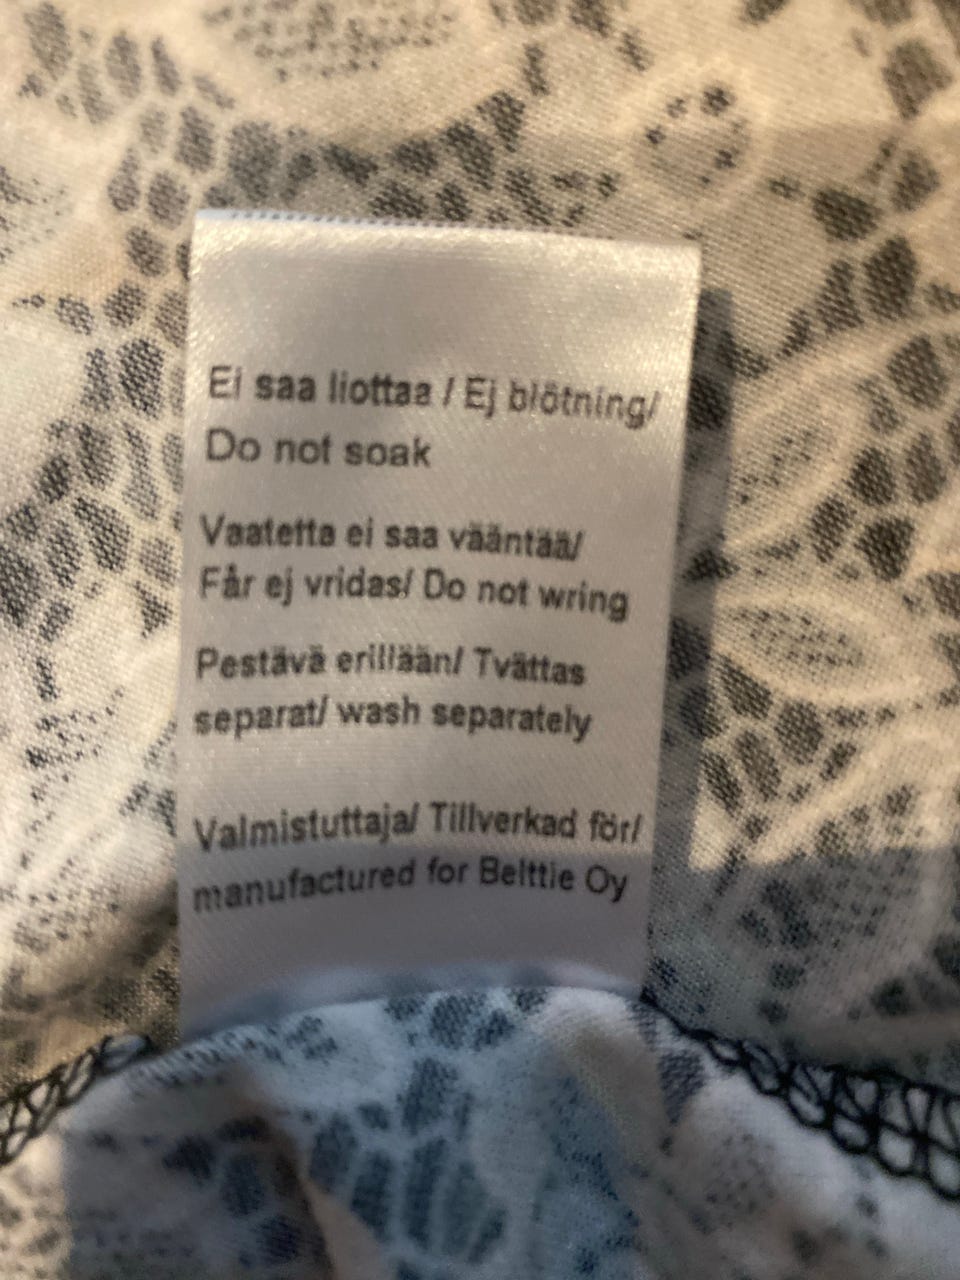 Ei saa liottaa / Ej blötning/
Do not soak
Vaatetta ei saa vääntää/
Får ej vridas/ Do not wring
Pestävä erillään/ Tvättas
separat/ wash separately
Valmistuttaja/ Tillverkad för/
manufactured for Belttie Oy